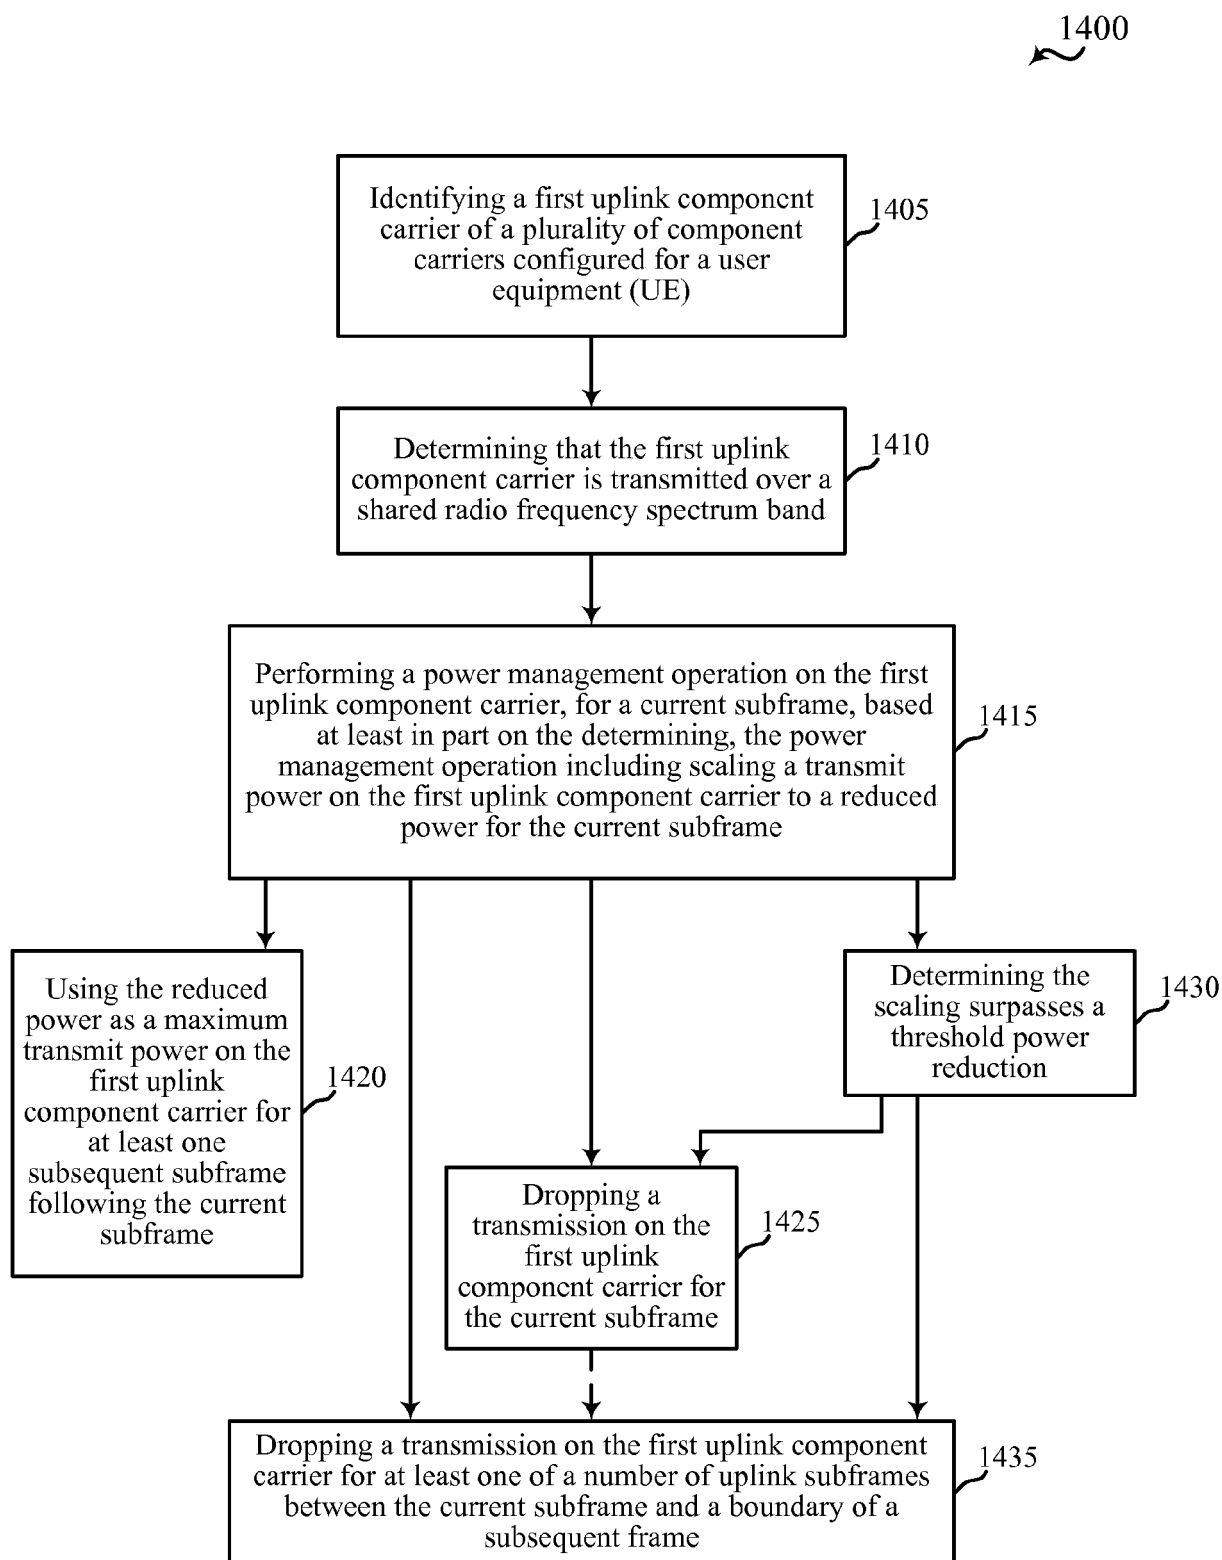 1400
Identifying a first uplink component
carrier of a plurality of component
carriers configured for a user
equipment (UE)
1405
Determining that the first uplink
component carrier is transmitted over a
shared radio frequency spectrum band
1410
Performing a power management operation on the first
uplink component carrier, for a current subframe, based
at least in part on the determining, the power
management operation including scaling a transmit
power on the first uplink component carrier to a reduced
power for the current subframe
1415
Using the reduced
power as a maximum
transmit power on the
first uplink
component carrier for
at least one
subsequent subframe
following the current
subframe
1420
Determining the
scaling surpasses a
threshold power
reduction
1430
Dropping a
transmission on the
first uplink
component carrier for
the current subframe
1425
Dropping a transmission on the first uplink component
carrier for at least one of a number of uplink subframes
between the current subframe and a boundary of a
subsequent frame
1435